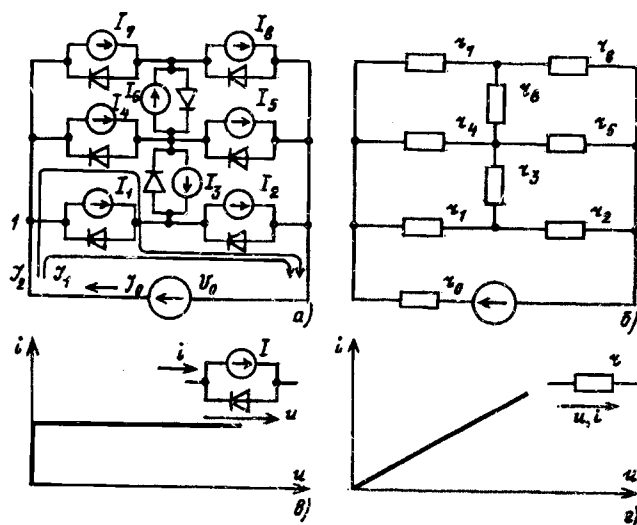 I₇ I₈
I₆
I₄ I₅
I₁ I₃ I₂
1
J₂ J₁ J₀ U₀
а)
r₇ r₈
r₆
r₄ r₅
r₃
r₁ r₂
r₀
б)
i i I
u
u
в)
i r
u, i
u
г)